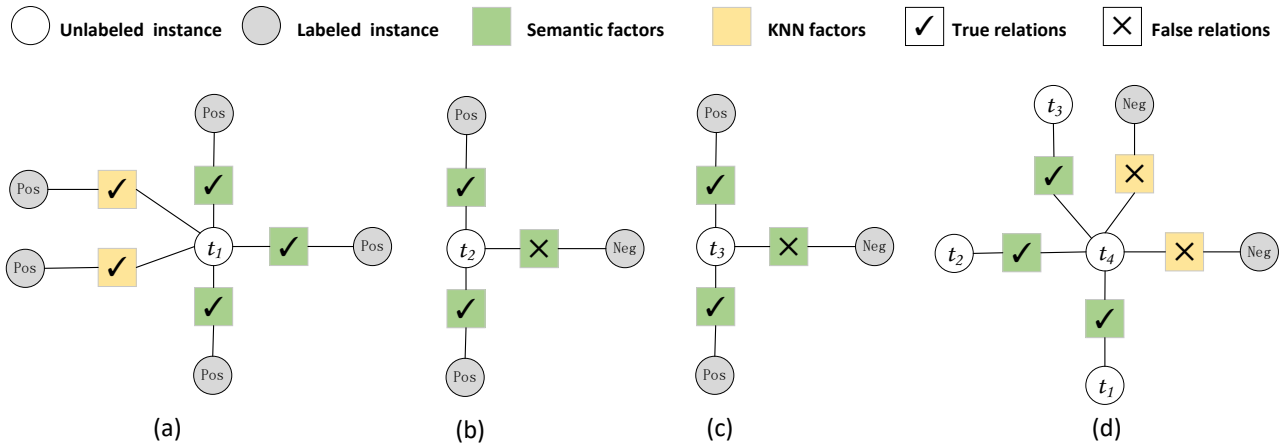 Unlabeled instance Labeled instance Semantic factors KNN factors ✓ True relations × False relations
Pos Pos Pos t3 Neg
✓ ✓ ✓ ✓ ×
Pos ✓
t1 ✓ Pos t2 × Neg t3 × Neg t2 ✓ t4 × Neg
Pos ✓
✓ ✓ ✓ ✓
Pos Pos Pos t1
(a) (b) (c) (d)